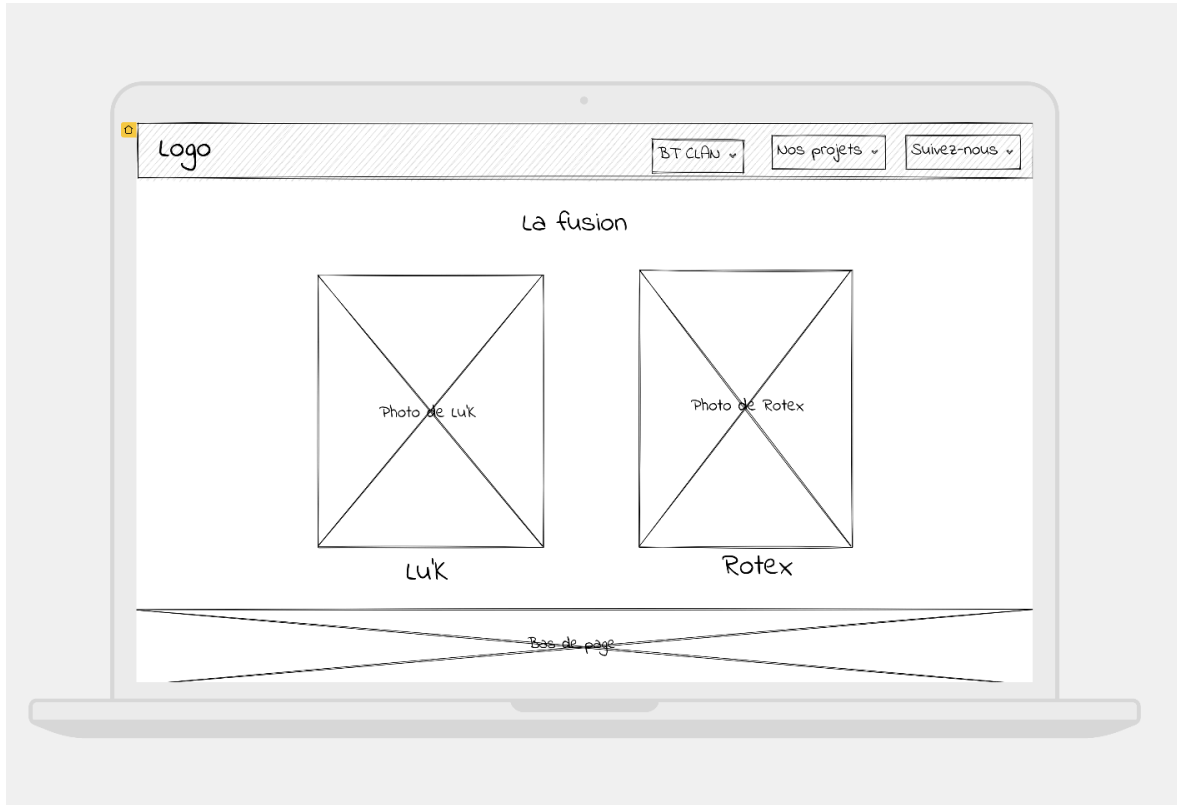 Logo
BT CLAN
Nos projets
Suivez-nous
La fusion
Photo de Lu'K
Photo de Rotex
Lu'K
Rotex
Bas de page